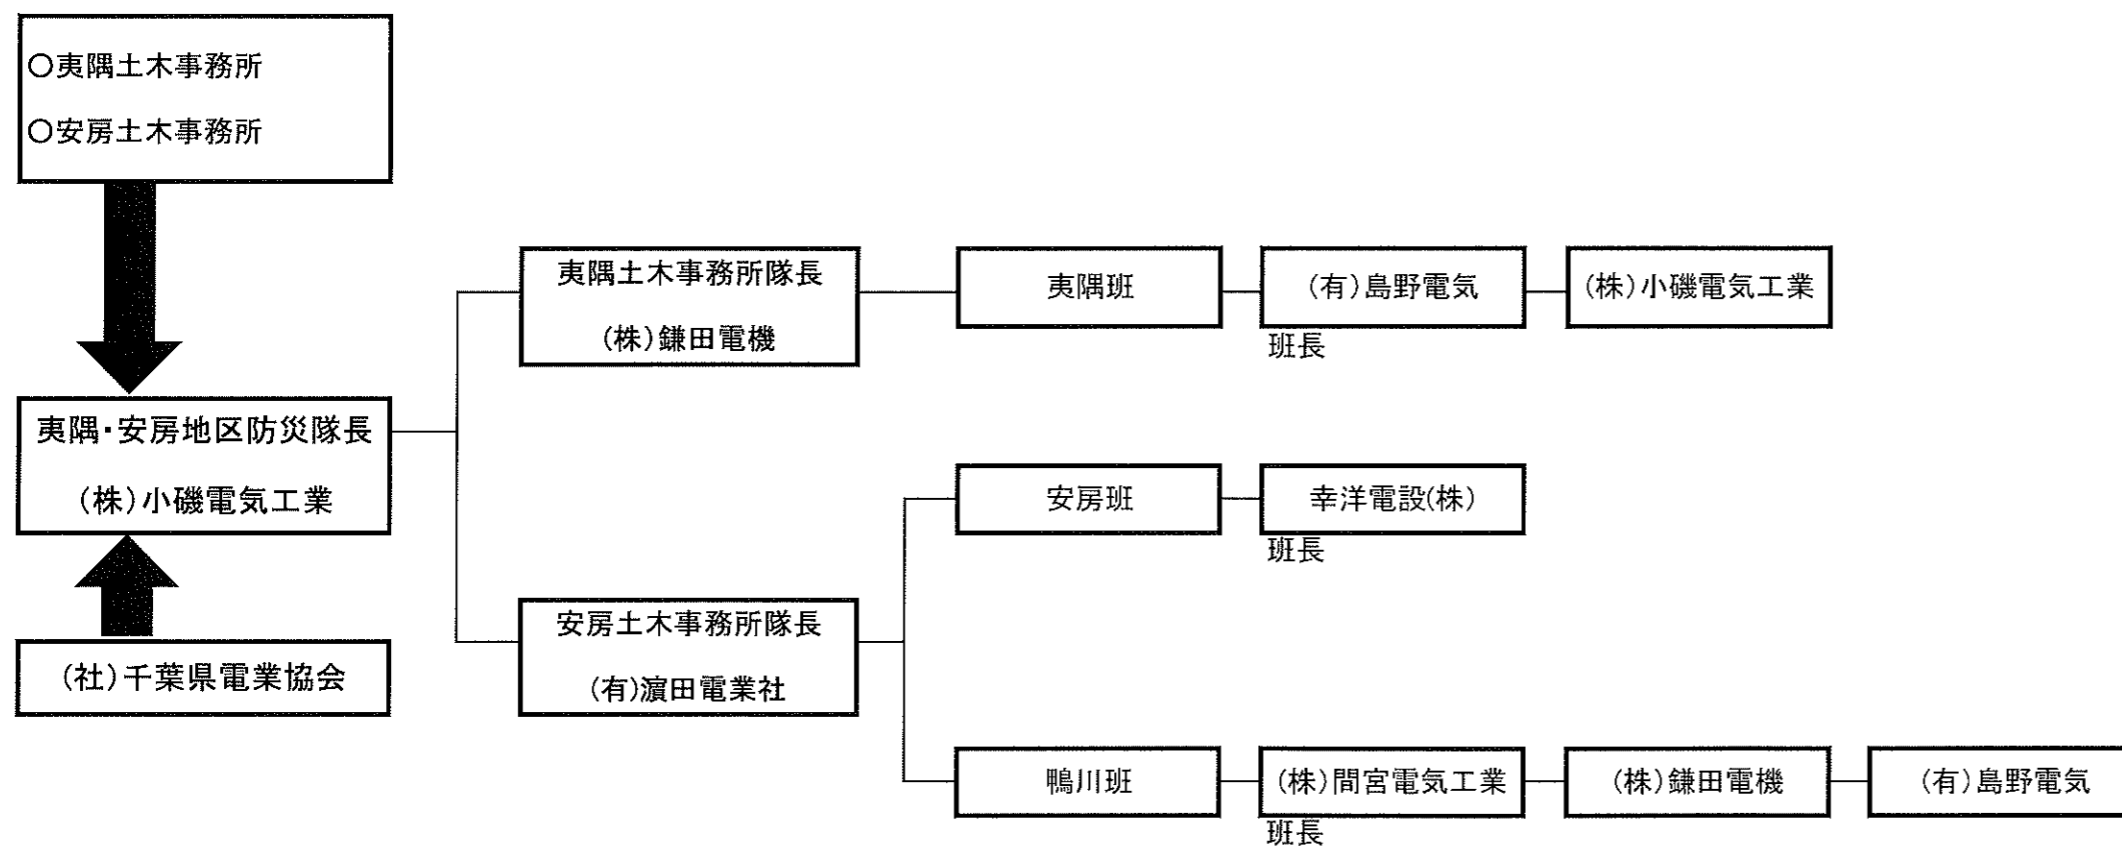 ○夷隅土木事務所
○安房土木事務所
夷隅・安房地区防災隊長
(株)小磯電気工業
(社)千葉県電業協会
夷隅土木事務所隊長
(株)鎌田電機
夷隅班
(有)島野電気
班長
(株)小磯電気工業
安房土木事務所隊長
(有)濵田電業社
安房班
幸洋電設(株)
班長
鴨川班
(株)間宮電気工業
班長
(株)鎌田電機
(有)島野電気